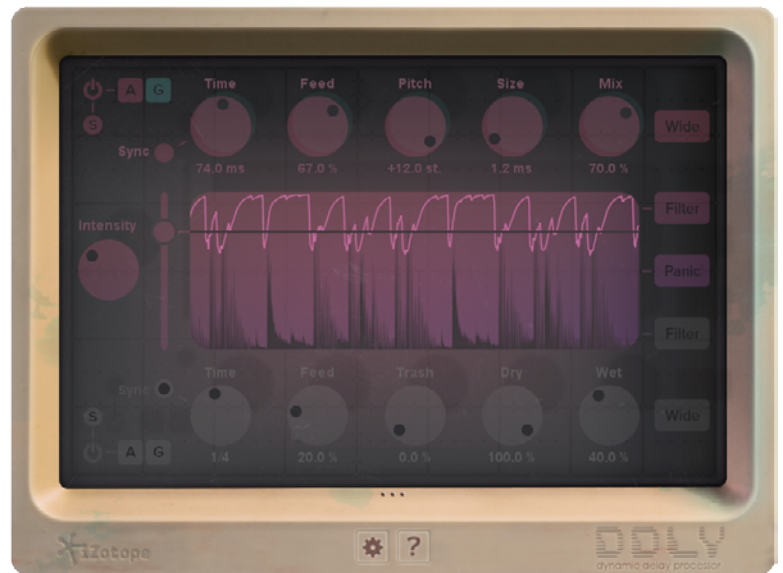 A G Time Feed Pitch Size Mix
S
Wide
Sync
74.0 ms 67.0 % +12.0 st. 1.2 ms 70.0 %
Filter
Intensity
Panic
Filter
Time Feed Trash Dry Wet
Sync
S
Wide
A G 1/4 20.0 % 0.0 % 100.0 % 40.0 %
iZotope
?
DDLY
dynamic delay processor